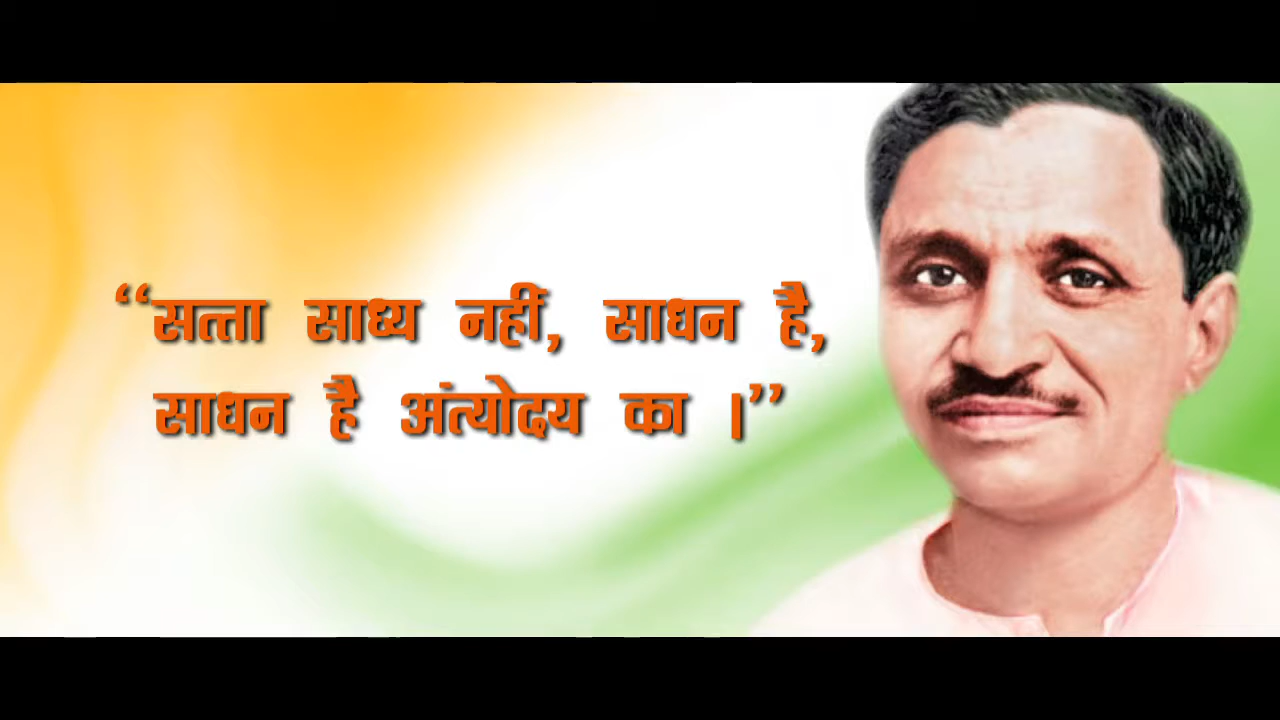 “सत्ता साध्य नहीं, साधन है,
साधन है अंत्योदय का ।”